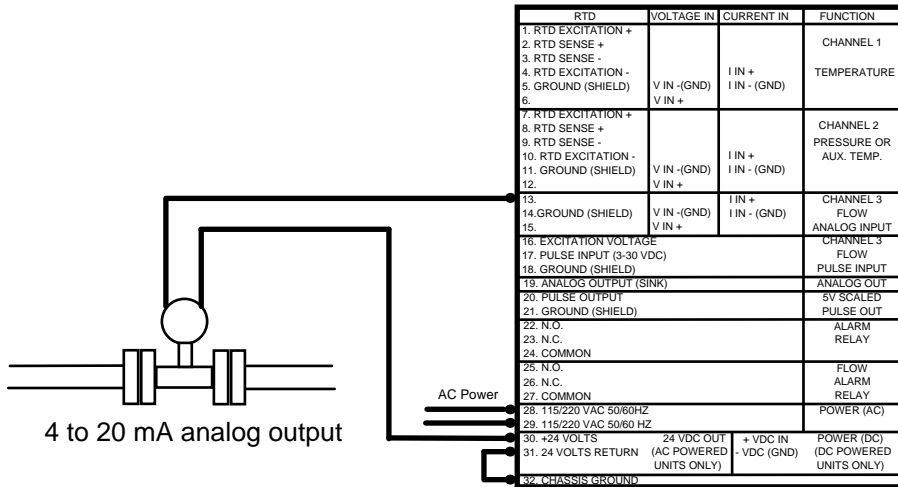 RTD VOLTAGE IN CURRENT IN FUNCTION
1. RTD EXCITATION +
2. RTD SENSE + CHANNEL 1
3. RTD SENSE -
4. RTD EXCITATION - I IN + TEMPERATURE
5. GROUND (SHIELD) V IN -(GND) I IN - (GND)
6. V IN +
7. RTD EXCITATION +
8. RTD SENSE + CHANNEL 2
9. RTD SENSE - PRESSURE OR
10. RTD EXCITATION - I IN + AUX. TEMP.
11. GROUND (SHIELD) V IN -(GND) I IN - (GND)
12. V IN +
13. I IN + CHANNEL 3
14.GROUND (SHIELD) V IN -(GND) I IN - (GND) FLOW
15. V IN + ANALOG INPUT
16. EXCITATION VOLTAGE CHANNEL 3
17. PULSE INPUT (3-30 VDC) FLOW
18. GROUND (SHIELD) PULSE INPUT
19. ANALOG OUTPUT (SINK) ANALOG OUT
20. PULSE OUTPUT 5V SCALED
21. GROUND (SHIELD) PULSE OUT
22. N.O. ALARM
23. N.C. RELAY
24. COMMON
25. N.O. FLOW
26. N.C. ALARM
27. COMMON RELAY
AC Power
28. 115/220 VAC 50/60HZ POWER (AC)
29. 115/220 VAC 50/60 HZ
30. +24 VOLTS 24 VDC OUT + VDC IN POWER (DC)
31. 24 VOLTS RETURN (AC POWERED - VDC (GND) (DC POWERED
UNITS ONLY) UNITS ONLY)
32. CHASSIS GROUND
4 to 20 mA analog output